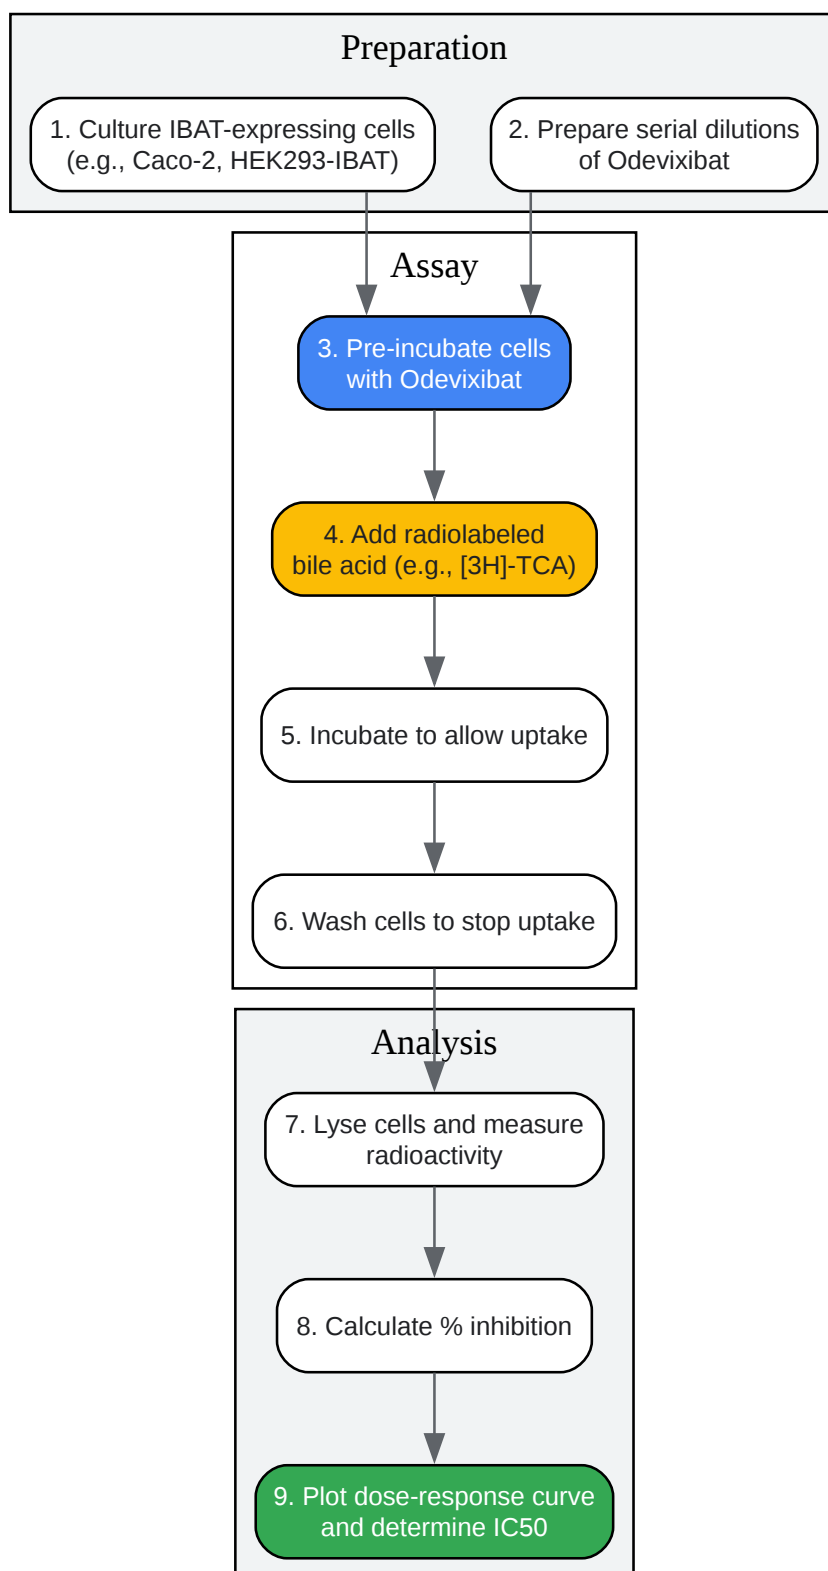 Preparation
1. Culture IBAT-expressing cells
(e.g., Caco-2, HEK293-IBAT)
2. Prepare serial dilutions
of Odevixibat
Assay
3. Pre-incubate cells
with Odevixibat
4. Add radiolabeled
bile acid (e.g., [3H]-TCA)
5. Incubate to allow uptake
6. Wash cells to stop uptake
Analysis
7. Lyse cells and measure
radioactivity
8. Calculate % inhibition
9. Plot dose-response curve
and determine IC50